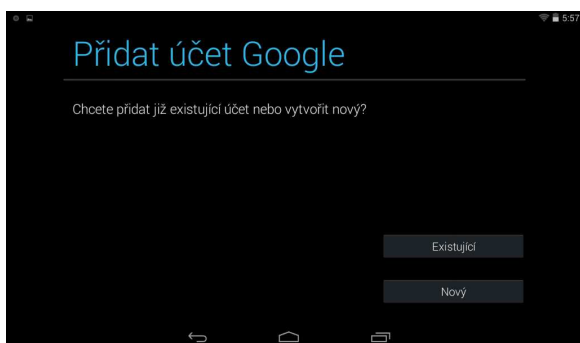 5:57
Přidat účet Google
Chcete přidat již existující účet nebo vytvořit nový?
Existující
Nový